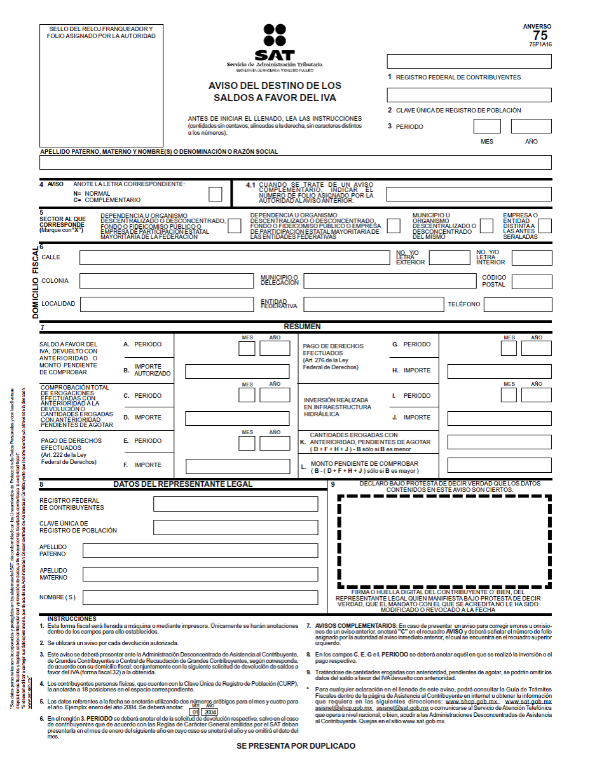 SELLO DEL RELOJ FRANQUEADOR Y
FOLIO ASIGNADO POR LA AUTORIDAD
SAT
Servicio de Administración Tributaria
AVISO DEL DESTINO DE LOS
SALDOS A FAVOR DEL IVA
ANTES DE INICIAR EL LLENADO, LEA LAS INSTRUCCIONES
(cantidades sin centavos, alineadas a la derecha, sin caracteres distintos
a los números).
ANVERSO
75
75P1A16
1 REGISTRO FEDERAL DE CONTRIBUYENTES
2 CLAVE ÚNICA DE REGISTRO DE POBLACIÓN
3 PERIODO
MES AÑO
APELLIDO PATERNO, MATERNO Y NOMBRE(S) O DENOMINACIÓN O RAZÓN SOCIAL
4 AVISO ANOTE LA LETRA CORRESPONDIENTE:
N= NORMAL
C= COMPLEMENTARIO
4.1 CUANDO SE TRATE DE UN AVISO
COMPLEMENTARIO, INDICAR EL
NÚMERO DE FOLIO ASIGNADO POR LA
AUTORIDAD AL AVISO ANTERIOR.
5
SECTOR AL QUE
CORRESPONDE
(Marque con "X")
DEPENDENCIA U ORGANISMO
DESCENTRALIZADO O DESCONCENTRADO,
FONDO O FIDEICOMISO PÚBLICO O
EMPRESA DE PARTICIPACIÓN ESTATAL
MAYORITARIA DE LA FEDERACIÓN
DEPENDENCIA U ORGANISMO
DESCENTRALIZADO O DESCONCENTRADO,
FONDO O FIDEICOMISO PÚBLICO O EMPRESA
DE PARTICIPACIÓN ESTATAL MAYORITARIA DE
LAS ENTIDADES FEDERATIVAS
MUNICIPIO U
ORGANISMO
DESCENTRALIZADO O
DESCONCENTRADO
DEL MISMO
EMPRESA O
ENTIDAD
DISTINTA A
LAS ANTES
SEÑALADAS
6
DOMICILIO FISCAL
CALLE
NO. Y/O
LETRA
EXTERIOR
NO. Y/O
LETRA
INTERIOR
COLONIA
MUNICIPIO O
DELEGACIÓN
CÓDIGO
POSTAL
LOCALIDAD
ENTIDAD
FEDERATIVA
TELÉFONO
7 RESUMEN
SALDO A FAVOR DEL
IVA, DEVUELTO CON
ANTERIORIDAD O
MONTO PENDIENTE
DE COMPROBAR
A. PERIODO
MES AÑO
B. IMPORTE
AUTORIZADO
PAGO DE DERECHOS
EFECTUADOS
(Art. 276 de la Ley
Federal de Derechos)
G. PERIODO
MES AÑO
H. IMPORTE
COMPROBACIÓN TOTAL
DE EROGACIONES
EFECTUADAS CON
ANTERIORIDAD A LA
DEVOLUCIÓN O
CANTIDADES EROGADAS
CON ANTERIORIDAD
PENDIENTES DE AGOTAR
C. PERIODO
MES AÑO
D. IMPORTE
INVERSIÓN REALIZADA
EN INFRAESTRUCTURA
HIDRÁULICA
I. PERIODO
MES AÑO
J. IMPORTE
PAGO DE DERECHOS
EFECTUADOS
(Art. 222 de la Ley
Federal de Derechos)
E. PERIODO
MES AÑO
F. IMPORTE
CANTIDADES EROGADAS CON
K. ANTERIORIDAD, PENDIENTES DE AGOTAR
( D + F + H + J ) - B sólo si B es menor
L. MONTO PENDIENTE DE COMPROBAR
( B - ( D + F + H + J ) sólo si B es mayor )
8 DATOS DEL REPRESENTANTE LEGAL
REGISTRO FEDERAL
DE CONTRIBUYENTES
CLAVE ÚNICA DE
REGISTRO DE POBLACIÓN
APELLIDO
PATERNO
APELLIDO
MATERNO
NOMBRE ( S )
9 DECLARO BAJO PROTESTA DE DECIR VERDAD QUE LOS DATOS
CONTENIDOS EN ESTE AVISO SON CIERTOS.
FIRMA O HUELLA DIGITAL DEL CONTRIBUYENTE O BIEN, DEL
REPRESENTANTE LEGAL QUIEN MANIFIESTA BAJO PROTESTA DE DECIR
VERDAD, QUE EL MANDATO CON EL QUE SE ACREDITA NO LE HA SIDO
MODIFICADO O REVOCADO A LA FECHA
INSTRUCCIONES
1. Esta forma fiscal será llenada a máquina o mediante impresora. Únicamente se harán anotaciones
dentro de los campos para ello establecidos.
2. Se utilizará un aviso por cada devolución autorizada.
3. Este aviso se deberá presentar ante la Administración Desconcentrada de Asistencia al Contribuyente,
de Grandes Contribuyentes o Central de Recaudación de Grandes Contribuyentes, según corresponda,
de acuerdo con su domicilio fiscal; conjuntamente con la siguiente solicitud de devolución de saldos a
favor del IVA (forma fiscal 32) a la obtenida.
4. Los contribuyentes personas físicas, que cuenten con la Clave Única de Registro de Población (CURP),
la anotarán a 18 posiciones en el espacio correspondiente.
5. Los datos referentes a la fecha se anotarán utilizando dos números arábigos para el mes y cuatro para
el año. Ejemplo: enero del año 2004. Se deberá anotar:
MES AÑO
01 2004
6. En el renglón 3. PERIODO se deberá anotar el de la solicitud de devolución respectiva, salvo en el caso
de contribuyentes que de acuerdo con las Reglas de Carácter General emitidas por el SAT deban
presentarla en el mes de enero del siguiente año en cuyo caso se anotará el año y se omitirá el dato del
mes.
7. AVISOS COMPLEMENTARIOS: En caso de presentar un aviso para corregir errores u omisio-
nes de un aviso anterior, anotará "C" en el recuadro AVISO y deberá señalar el número de folio
asignado por la autoridad al aviso inmediato anterior, el cual se encuentra en el recuadro superior
izquierdo.
8. En los campos C, E, G e I. PERIODO se deberá anotar aquél en que se realizó la inversión o el
pago respectivo.
9. Tratándose de cantidades erogadas con anterioridad, pendientes de agotar, se podrán omitir los
datos del saldo a favor del IVA devuelto con anterioridad.
* Para cualquier aclaración en el llenado de este aviso, podrá consultar la Guía de Trámites
Fiscales dentro de la página de Asistencia al Contribuyente en internet u obtener la información
que requiera en las siguientes direcciones: www.shcp.gob.mx, www.sat.gob.mx
asisnet@shcp.gob.mx, asisnet@sat.gob.mx o comunicarse al Servicio de Atención Telefónica
que opera a nivel nacional, o bien, acudir a las Administraciones Desconcentradas de Asistencia
al Contribuyente. Quejas en el sitio www.sat.gob.mx.
SE PRESENTA POR DUPLICADO